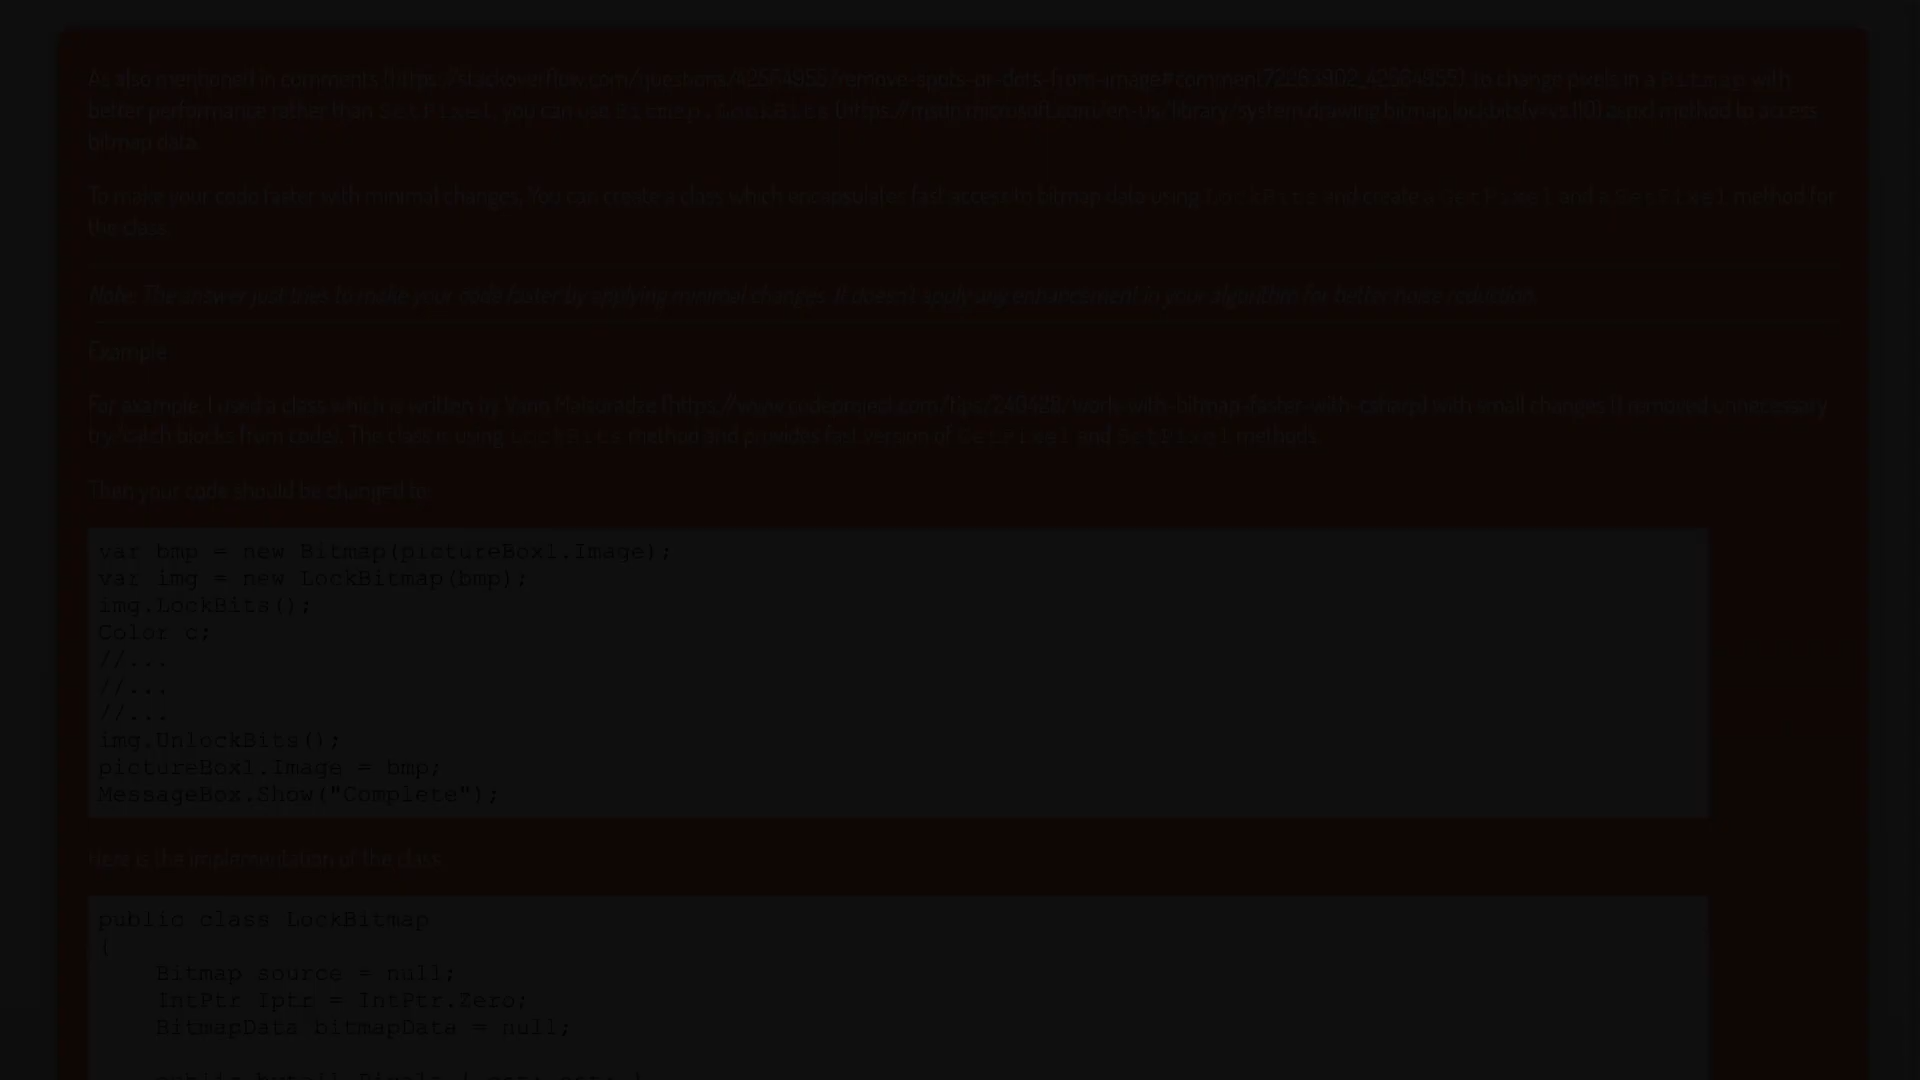 As also mentioned in comments (https://stackoverflow.com/questions/ /remove-spots-or-dots-from-image#comment ), to change pixels in a Bitmap with
better performance rather than SetPixel, you can use Bitmap.LockBits (https://msdn.microsoft.com/en-us/library/system.drawing.bitmap.lockbits(v=vs.110).aspx) method to access
bitmap data.
To make your code faster with minimal changes, You can create a class which encapsulates fast access to bitmap data using LockBits and create a GetPixel and a SetPixel method for
the class.
Note: The answer just tries to make your code faster by applying minimal changes. It doesn't apply any enhancement in your algorithm for better noise reduction.
Example
For example, I used a class which is written by Vano Maisuradze (https://www.codeproject.com/tips/240428/work-with-bitmap-faster-with-csharp) with small changes (I removed unnecessary
try/catch blocks from code). The class is using LockBits method and provides fast version of GetPixel and SetPixel methods.
Then your code should be changed to:
var bmp = new Bitmap(pictureBox1.Image);
var img = new LockBitmap(bmp);
img.LockBits();
Color c;
//...
//...
//...
img.UnlockBits();
pictureBox1.Image = bmp;
MessageBox.Show("Complete");
Here is the implementation of the class:
public class LockBitmap
{
Bitmap source = null;
IntPtr Iptr = IntPtr.Zero;
BitmapData bitmapData = null;
public byte[] Pixels { get; set; }